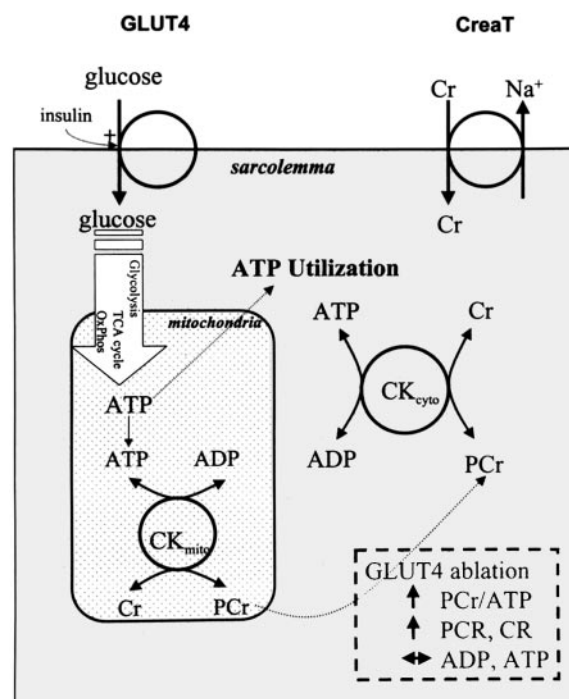 GLUT4 CreaT
glucose Cr Na+
insulin +
sarcolemma
glucose Cr
ATP Utilization
Glycolysis
TCA cycle
OxPhos
mitochondria
ATP Cr
CKcyto
ADP PCr
ATP
ATP ADP
CKmito
Cr PCr
GLUT4 ablation
PCr/ATP
PCR, CR
ADP, ATP